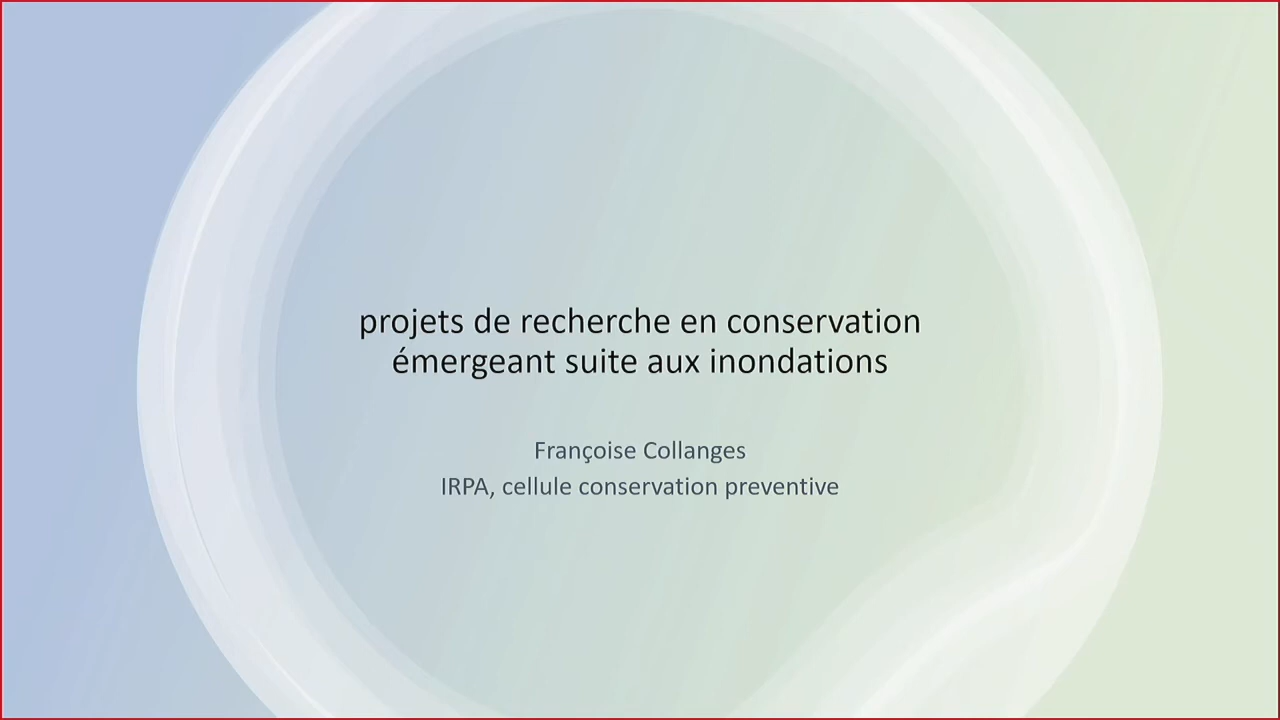 projets de recherche en conservation
émergeant suite aux inondations
Françoise Collanges
IRPA, cellule conservation preventive